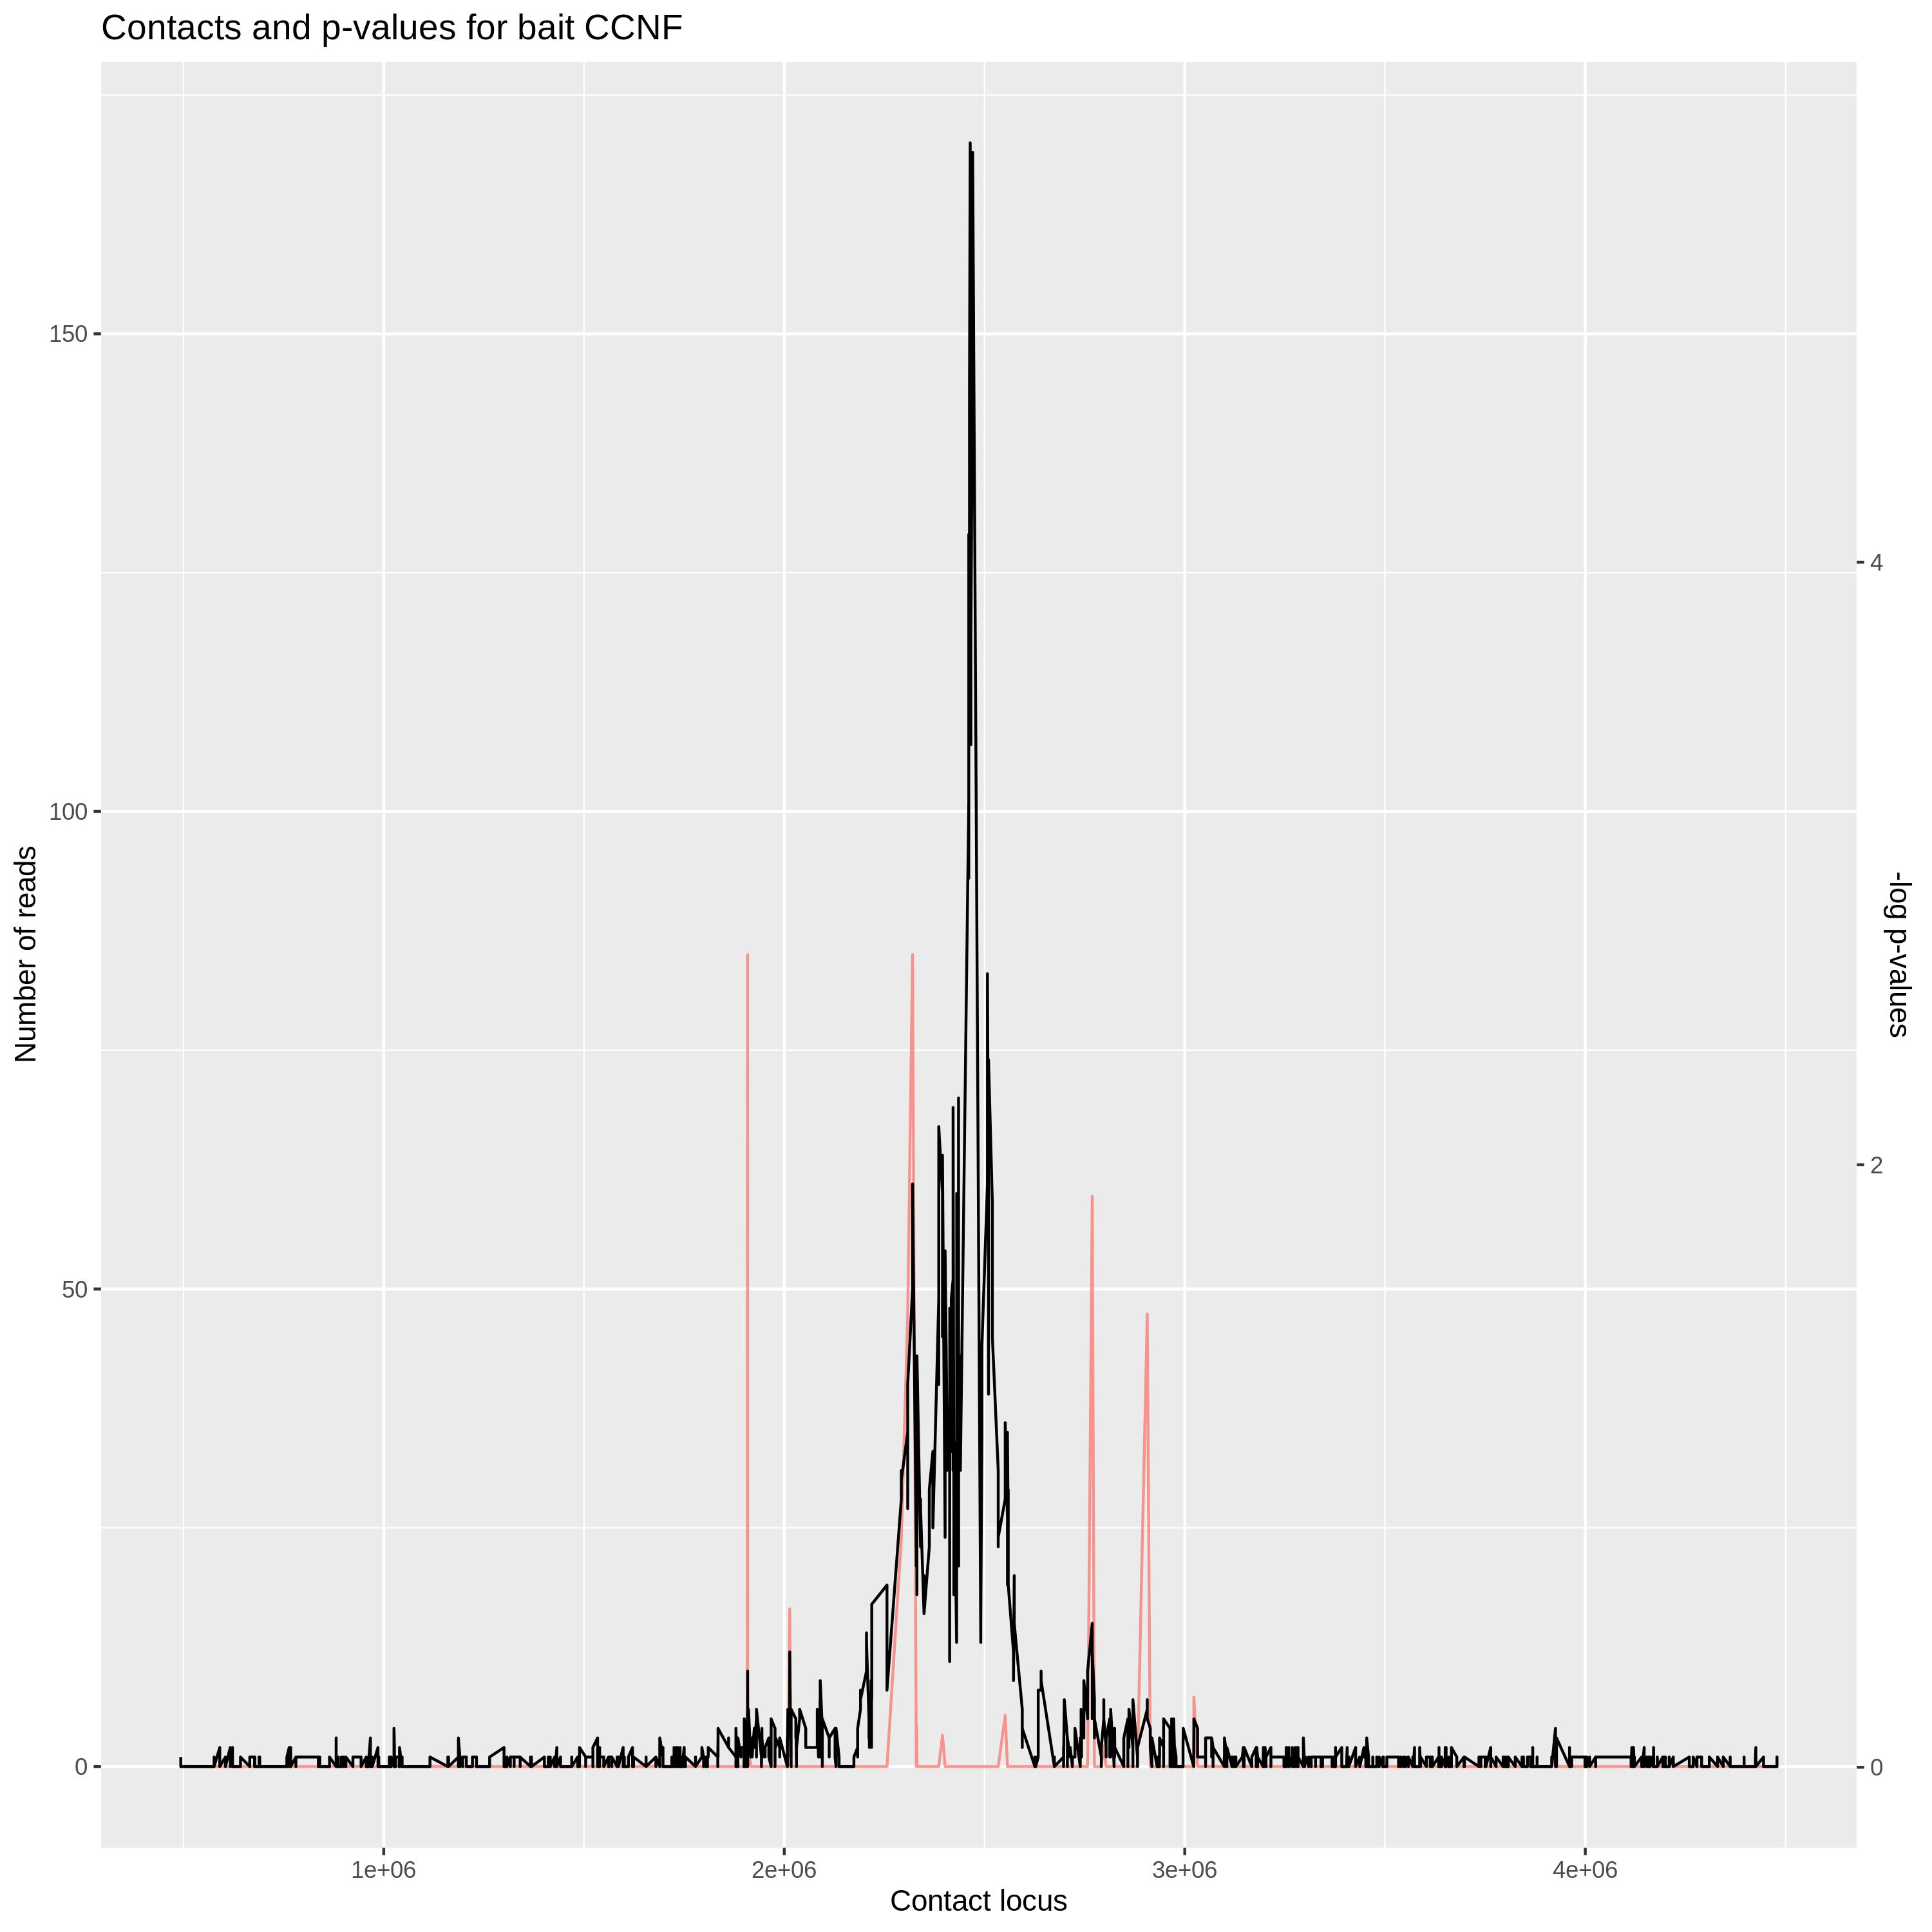 Contacts and p-values for bait CCNF
150
100
50
0
Number of reads
4
2
0
-log p-values
1e+06
2e+06
3e+06
4e+06
Contact locus